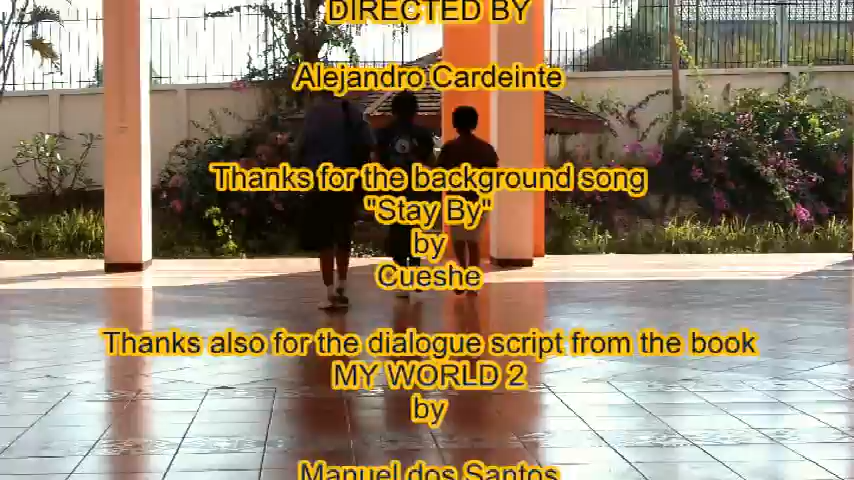 DIRECTED BY
Alejandro Cardeinte
Thanks for the background song
"Stay By"
by
Cueshe
Thanks also for the dialogue script from the book
MY WORLD 2
by
Manuel dos Santos